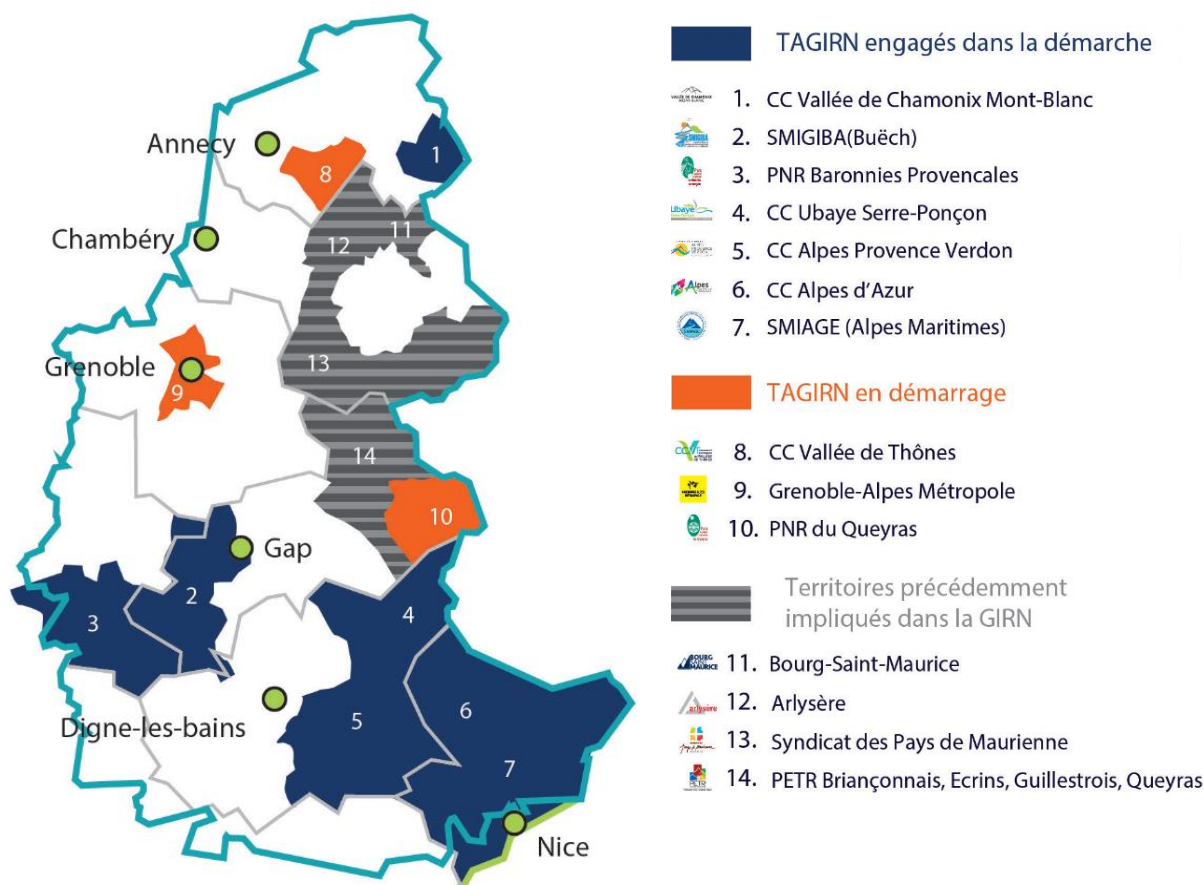 Annecy
8
1
Chambéry
12
11
Grenoble
9
13
14
10
Gap
2
3
4
Digne-les-bains
5
6
7
Nice
TAGIRN engagés dans la démarche
1. CC Vallée de Chamonix Mont-Blanc
2. SMIGIBA(Buëch)
3. PNR Baronnies Provencales
4. CC Ubaye Serre-Ponçon
5. CC Alpes Provence Verdon
6. CC Alpes d'Azur
7. SMIAGE (Alpes Maritimes)
TAGIRN en démarrage
8. CC Vallée de Thônes
9. Grenoble-Alpes Métropole
10. PNR du Queyras
Territoires précédemment
impliqués dans la GIRN
11. Bourg-Saint-Maurice
12. Arlysère
13. Syndicat des Pays de Maurienne
14. PETR Briançonnais, Ecrins, Guillestrois, Queyras